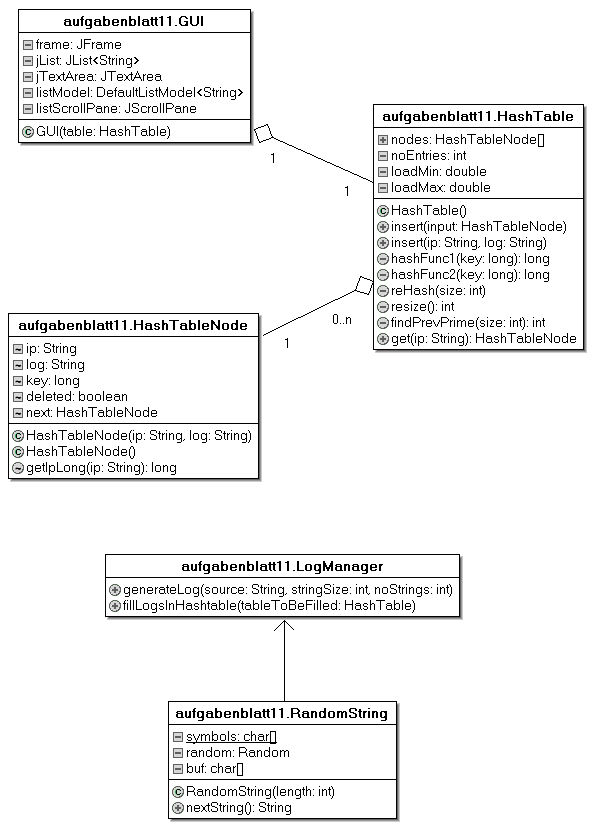 aufgabenblatt11.GUI
frame: JFrame
jList: JList<String>
jTextArea: JTextArea
listModel: DefaultListModel<String>
listScrollPane: JScrollPane
GUI(table: HashTable)
1
1
aufgabenblatt11.HashTable
nodes: HashTableNode[]
noEntries: int
loadMin: double
loadMax: double
HashTable()
insert(input: HashTableNode)
insert(ip: String, log: String)
hashFunc1(key: long): long
hashFunc2(key: long): long
reHash(size: int)
resize(): int
findPrevPrime(size: int): int
get(ip: String): HashTableNode
0..n
1
aufgabenblatt11.HashTableNode
ip: String
log: String
key: long
deleted: boolean
next: HashTableNode
HashTableNode(ip: String, log: String)
HashTableNode()
getIpLong(ip: String): long
aufgabenblatt11.LogManager
generateLog(source: String, stringSize: int, noStrings: int)
fillLogsInHashtable(tableToBeFilled: HashTable)
aufgabenblatt11.RandomString
symbols: char[]
random: Random
buf: char[]
RandomString(length: int)
nextString(): String